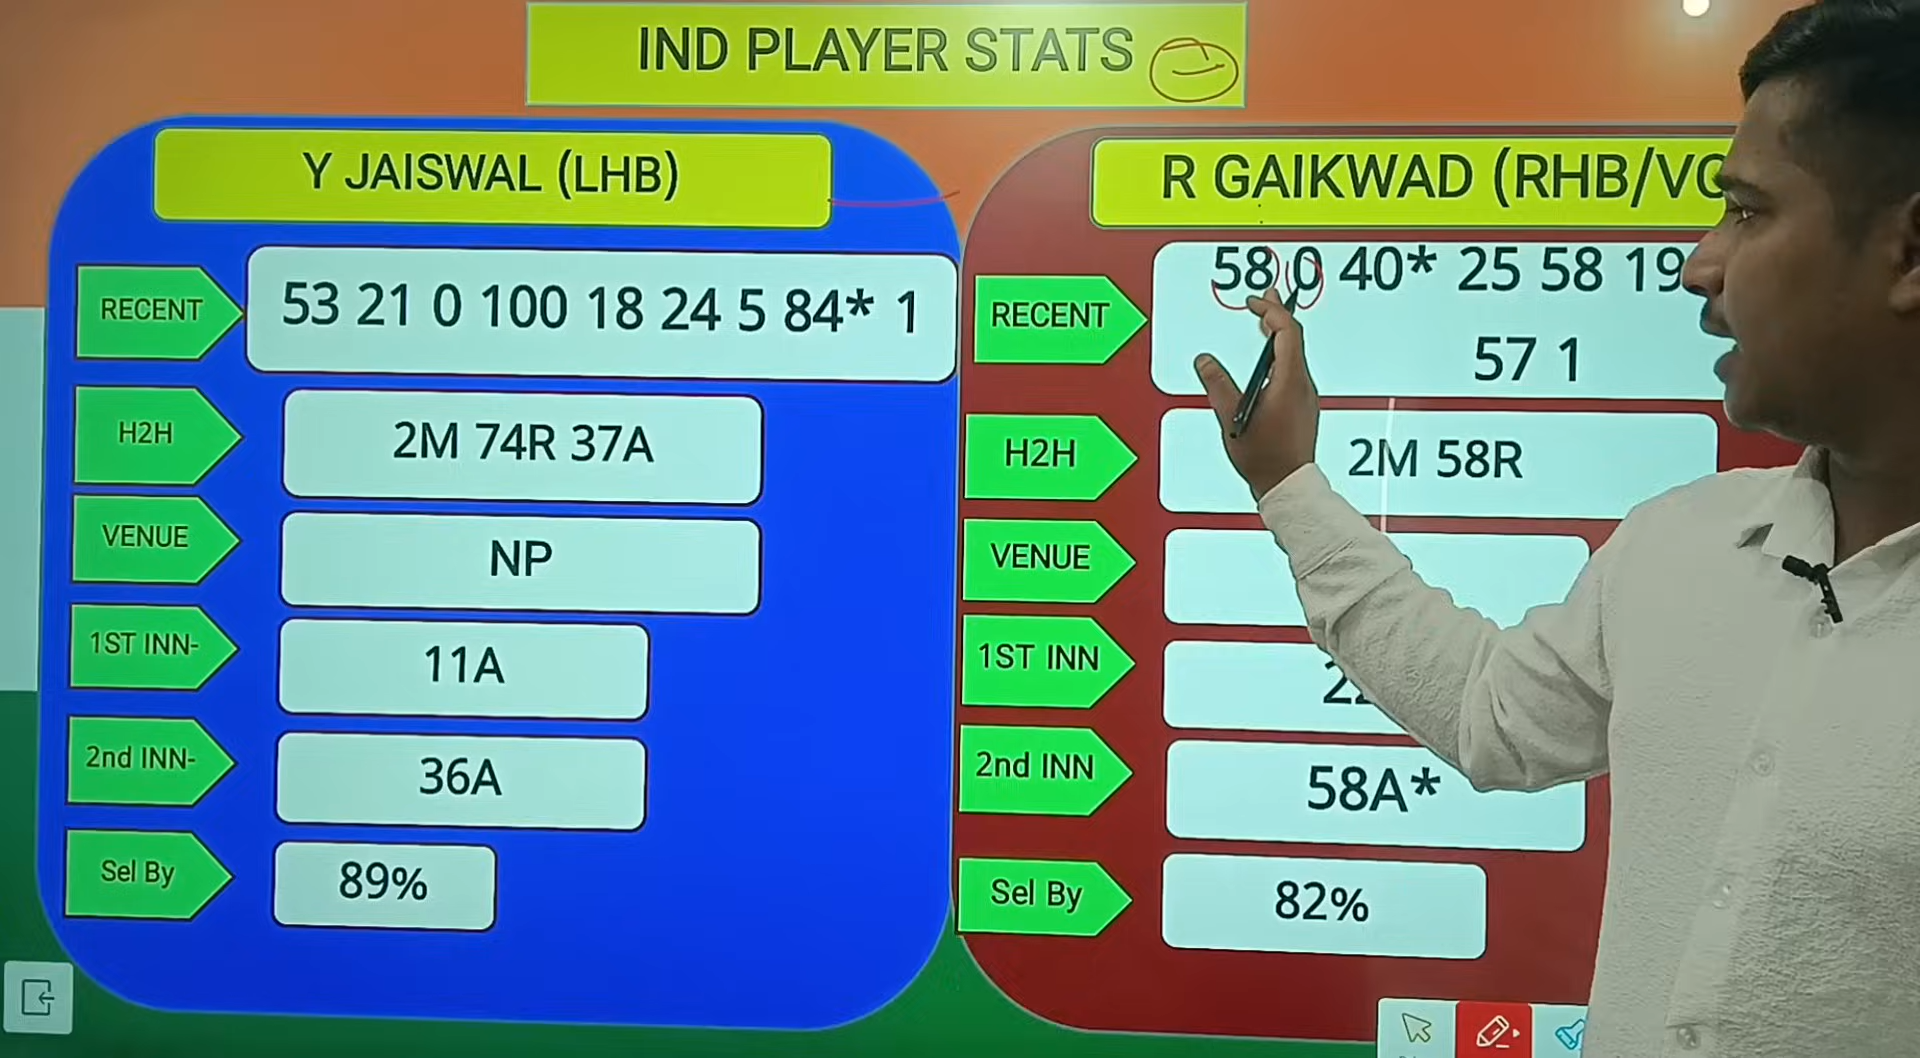 IND PLAYER STATS
Y JAISWAL (LHB)
RECENT
53 21 0 100 18 24 5 84* 1
H2H
2M 74R 37A
VENUE
NP
1ST INN-
11A
2nd INN-
36A
Sel By
89%
R GAIKWAD (RHB/VC
RECENT
58 0 40* 25 58 19
57 1
H2H
2M 58R
VENUE
1ST INN
2nd INN
58A*
Sel By
82%